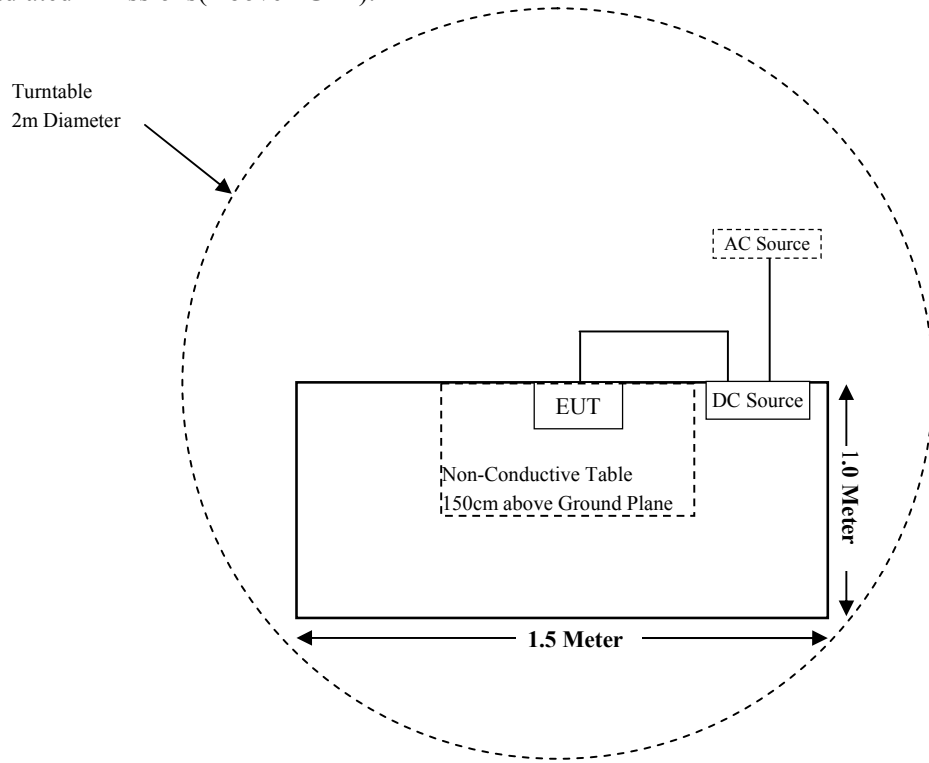 Turntable
2m Diameter
AC Source
EUT
DC Source
Non-Conductive Table
150cm above Ground Plane
1.0 Meter
1.5 Meter